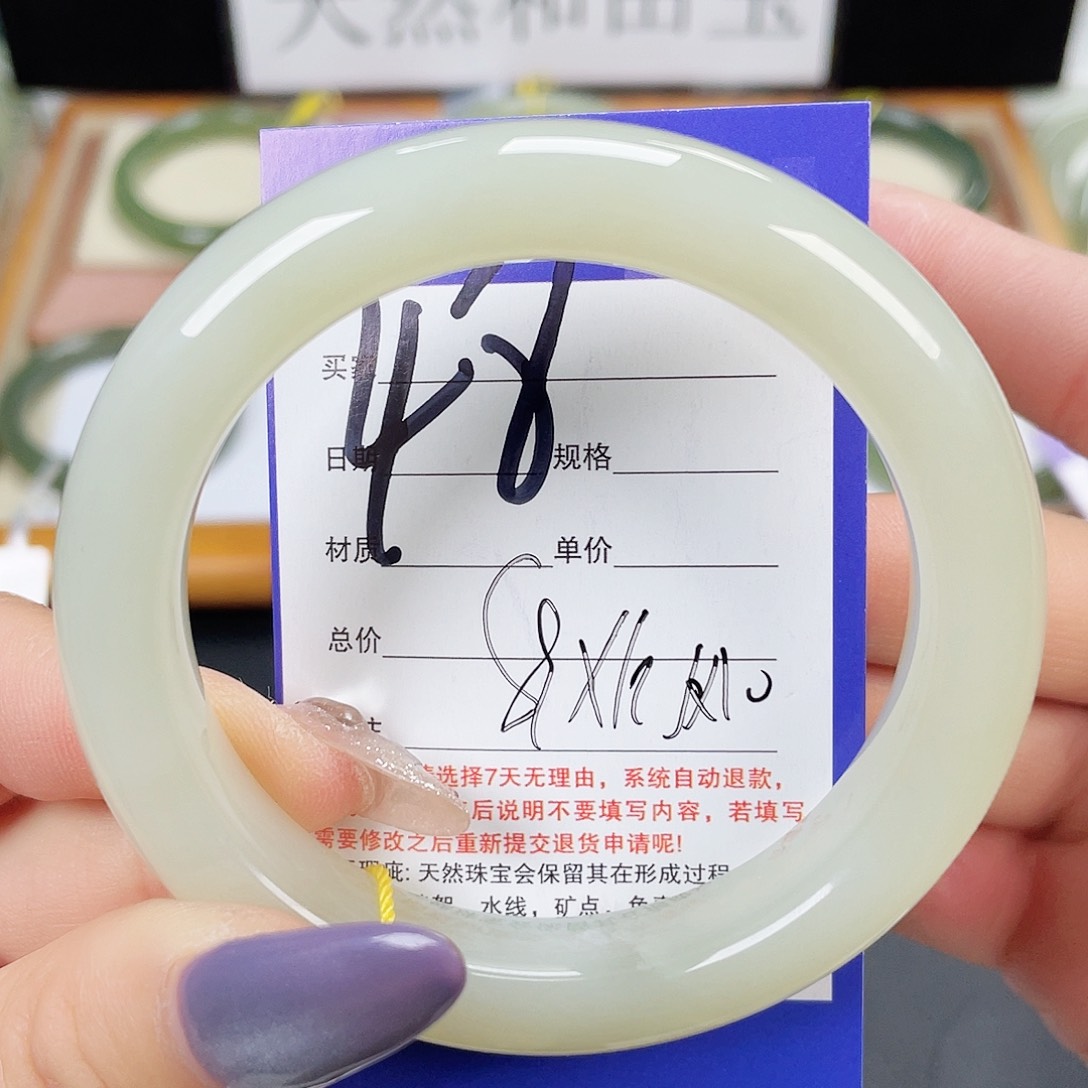 天然和田玉
48
买家
日期 规格
材质 单价
总价
选择7天无理由，系统自动退款，
后说明不要填写内容，若填写
需要修改之后重新提交退货申请呢!
瑕疵: 天然珠宝会保留其在形成过程
水线，矿点、色